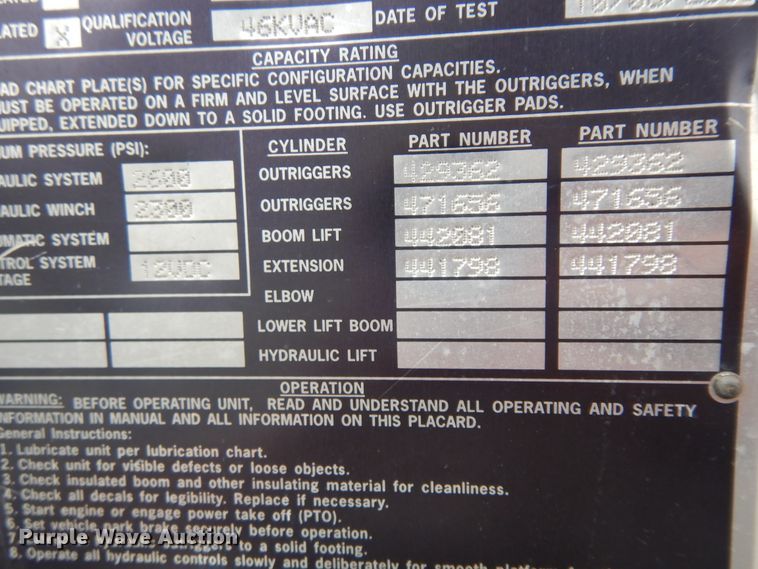 ATED X QUALIFICATION VOLTAGE 46KVAC DATE OF TEST
CAPACITY RATING
AD CHART PLATE(S) FOR SPECIFIC CONFIGURATION CAPACITIES.
UST BE OPERATED ON A FIRM AND LEVEL SURFACE WITH THE OUTRIGGERS, WHEN
UIPPED, EXTENDED DOWN TO A SOLID FOOTING. USE OUTRIGGER PADS.
UM PRESSURE (PSI): CYLINDER PART NUMBER PART NUMBER
AULIC SYSTEM OUTRIGGERS 429362 429362
AULIC WINCH OUTRIGGERS 471656 471656
MATIC SYSTEM BOOM LIFT 442081 442081
TROL SYSTEM
TAGE 12VDC EXTENSION 441798 441798
ELBOW
LOWER LIFT BOOM
HYDRAULIC LIFT
OPERATION
WARNING: BEFORE OPERATING UNIT, READ AND UNDERSTAND ALL OPERATING AND SAFETY
INFORMATION IN MANUAL AND ALL INFORMATION ON THIS PLACARD.
General Instructions:
1. Lubricate unit per lubrication chart.
2. Check unit for visible defects or loose objects.
3. Check insulated boom and other insulating material for cleanliness.
4. Check all decals for legibility. Replace if necessary.
5. Start engine or engage power take off (PTO).
6. Set vehicle park brake securely before operation.
7. outriggers to a solid footing.
8. Operate all hydraulic controls slowly and deliberately for smooth platform
Purple Wave Auction